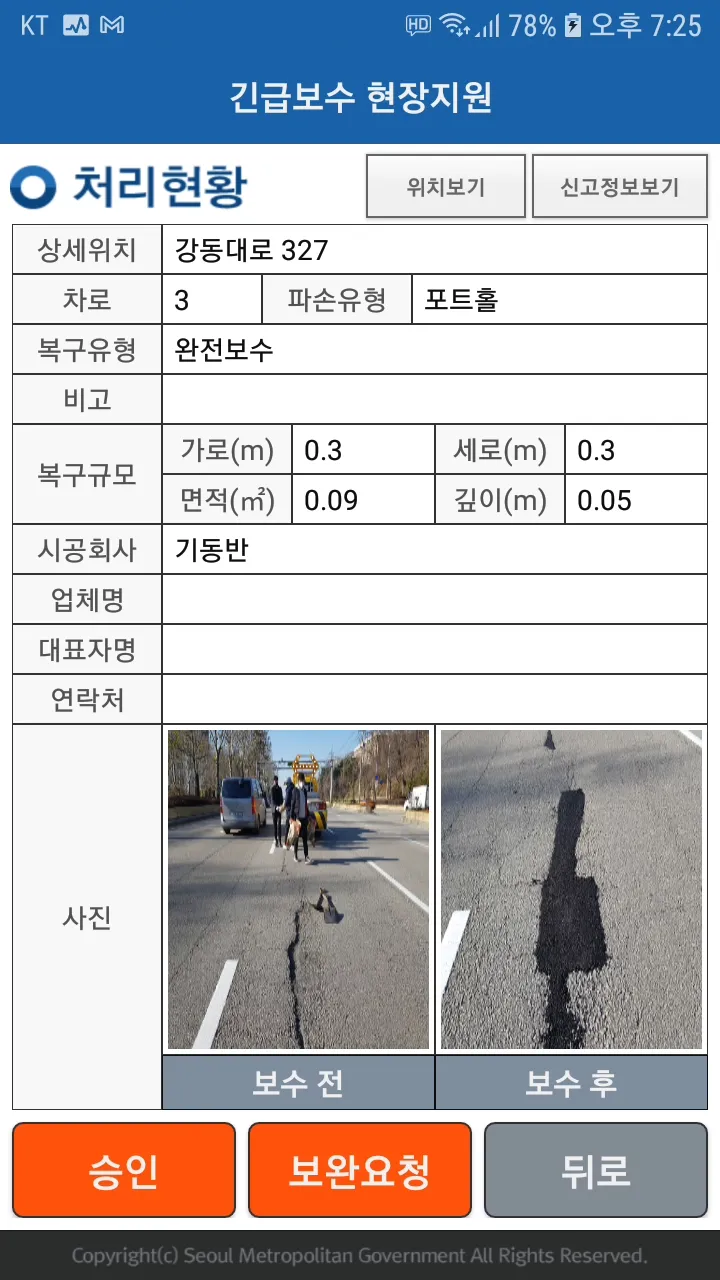 KT HD 78% 오후 7:25
긴급보수 현장지원
처리현황 위치보기 신고정보보기
상세위치 강동대로 327
차로 3 파손유형 포트홀
복구유형 완전보수
비고
복구규모 가로(m) 0.3 세로(m) 0.3
면적(㎡) 0.09 깊이(m) 0.05
시공회사 기동반
업체명
대표자명
연락처
사진
보수 전 보수 후
승인 보완요청 뒤로
Copyright(c) Seoul Metropolitan Government All Rights Reserved.